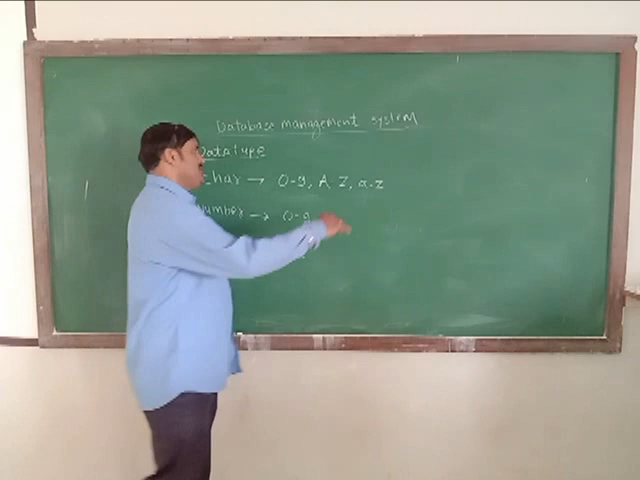 Database management system
Datatype
char → 0-9, A Z, a-z
number → 0-9